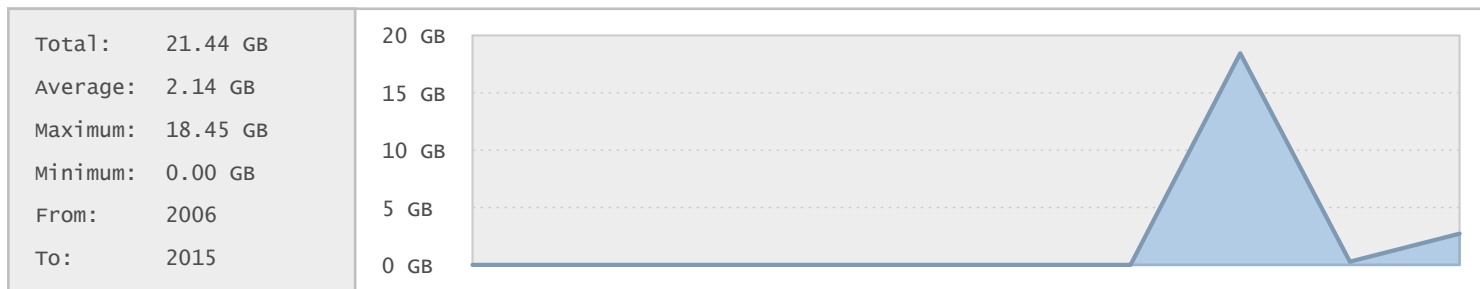 Total: 21.44 GB
Average: 2.14 GB
Maximum: 18.45 GB
Minimum: 0.00 GB
From: 2006
To: 2015
20 GB
15 GB
10 GB
5 GB
0 GB